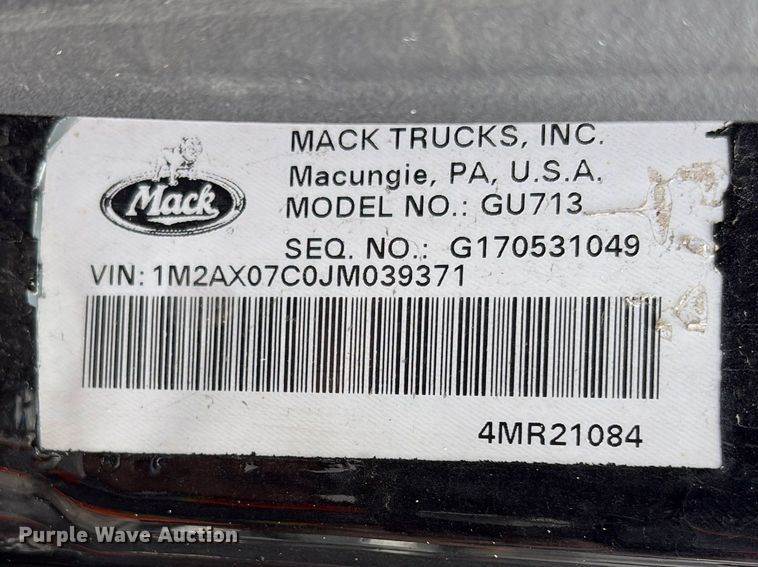 MACK TRUCKS, INC.
Mack
Macungie, PA, U.S.A.
MODEL NO.: GU713
SEQ. NO.: G170531049
VIN: 1M2AX07C0JM039371
4MR21084
Purple Wave Auction